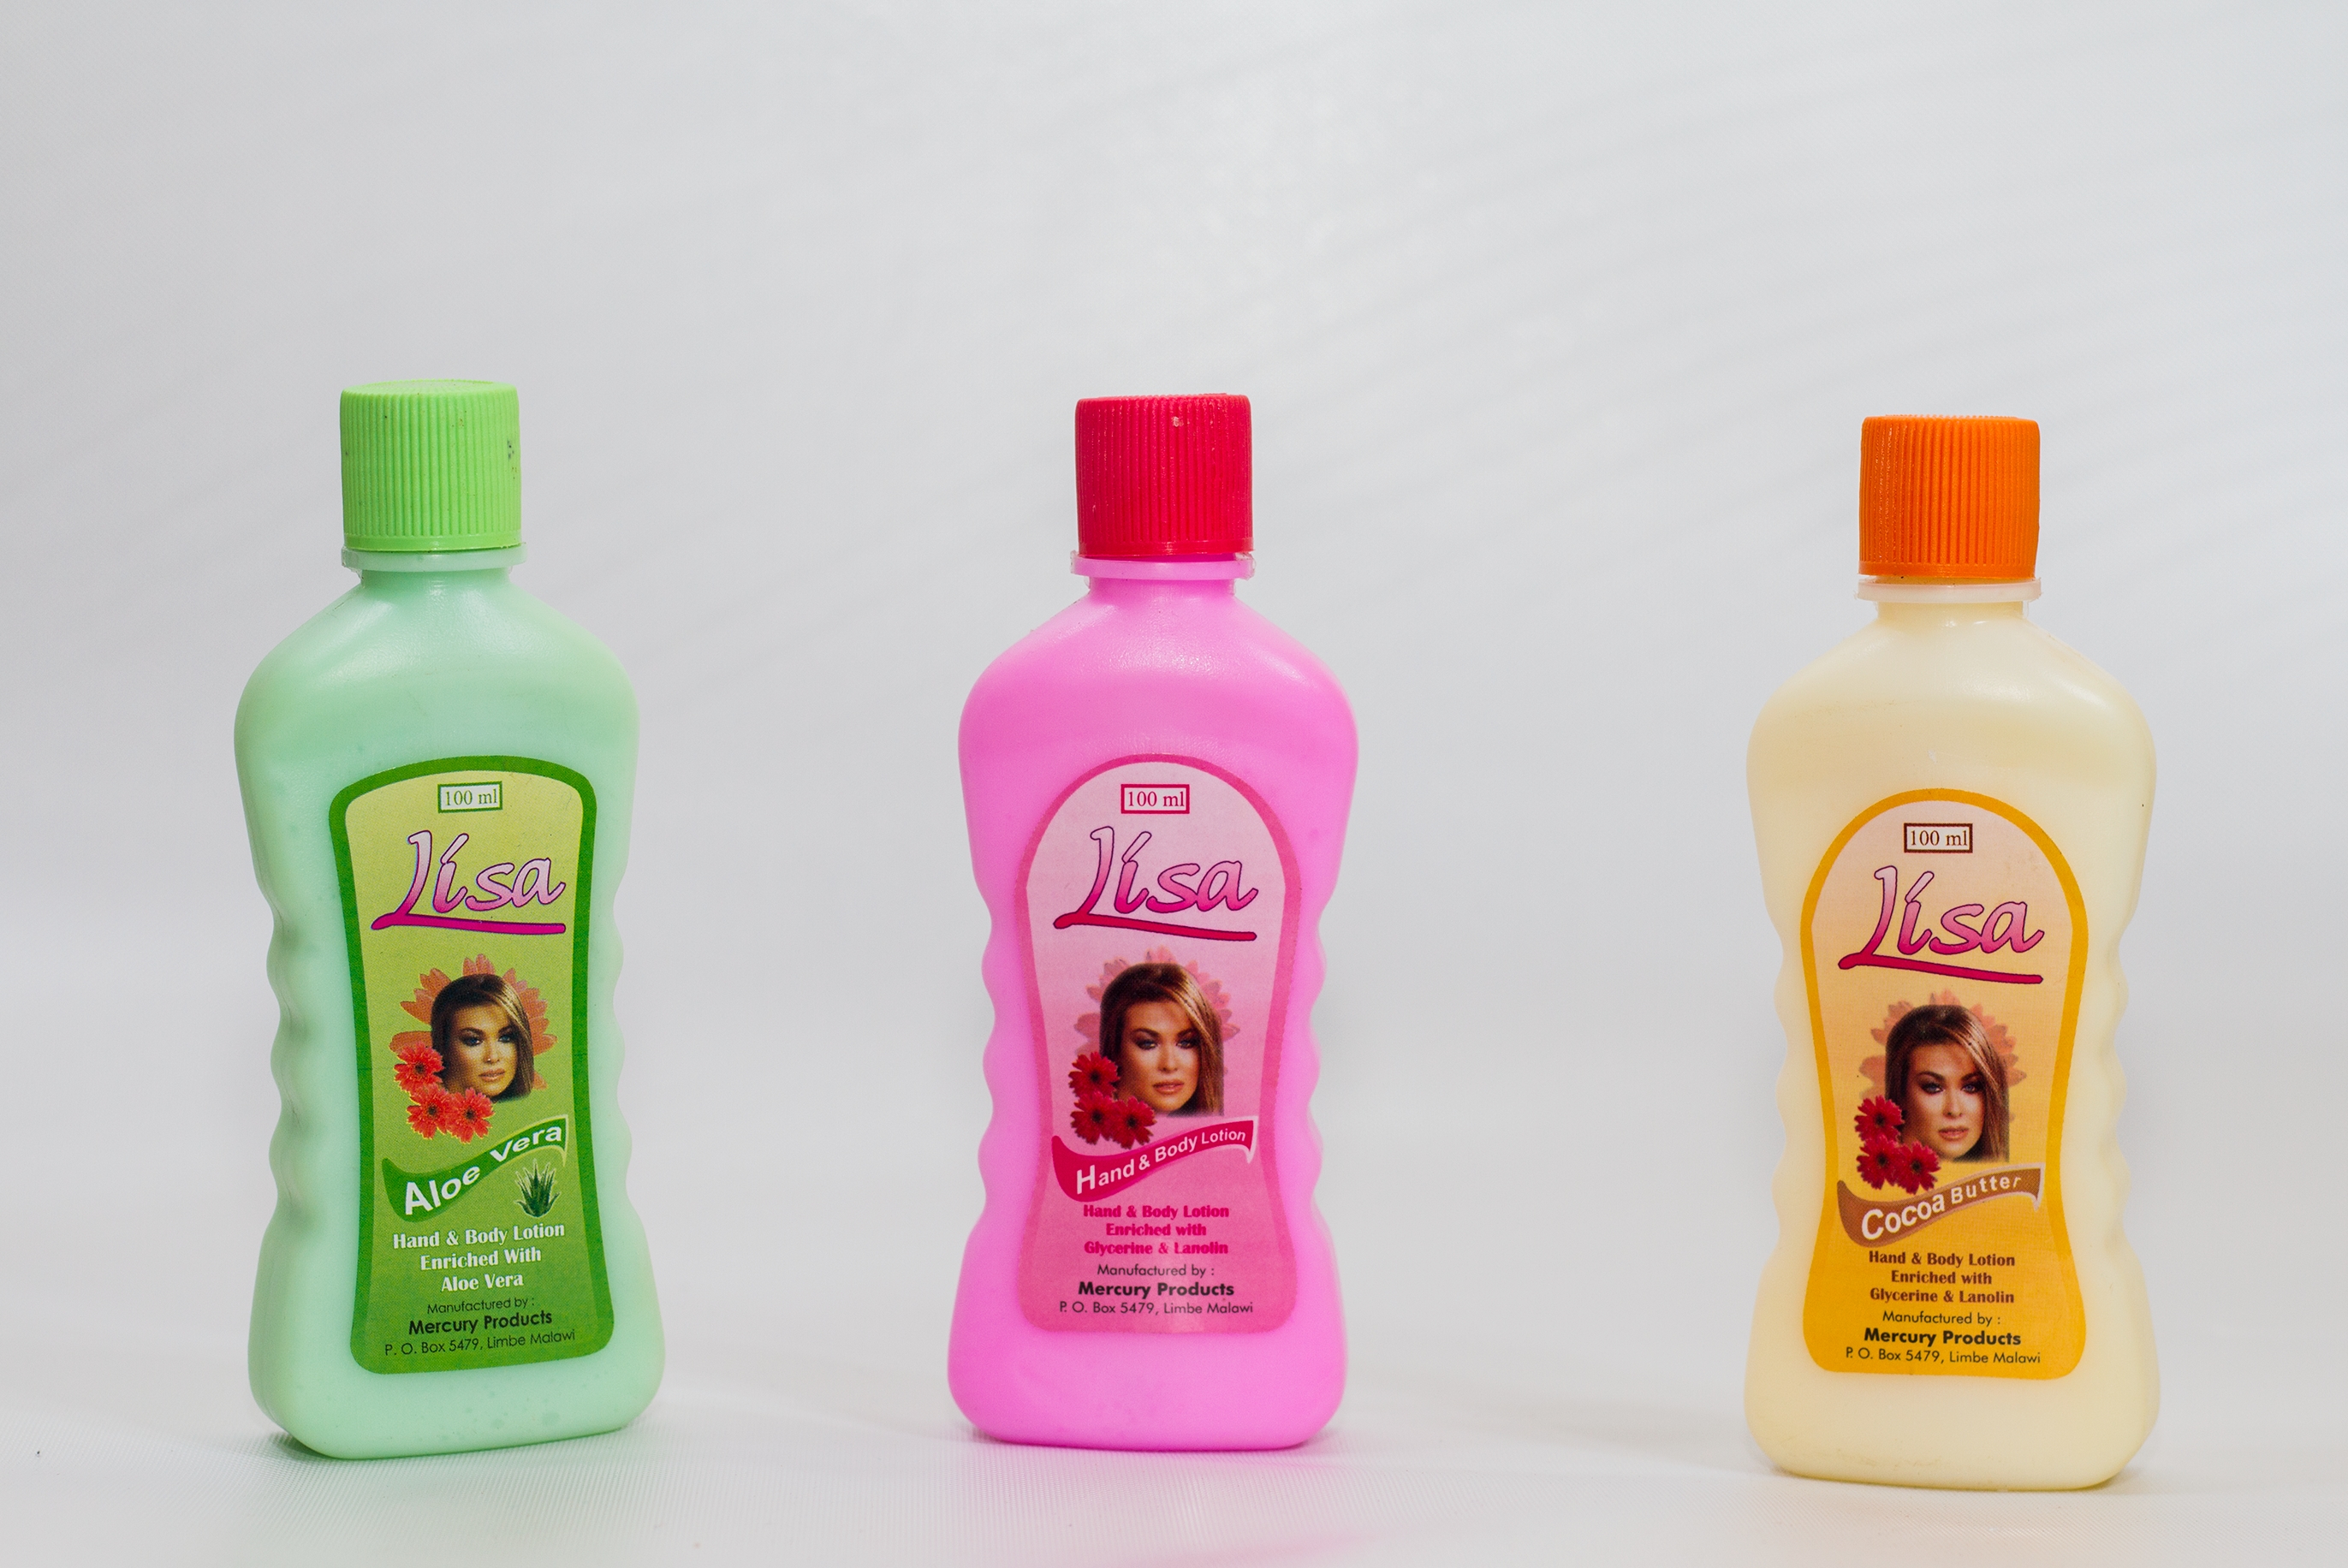 100 ml
Lisa
Aloe Vera
Hand & Body Lotion
Enriched With
Aloe Vera
Manufactured by :
Mercury Products
P. O. Box 5479, Limbe Malawi
100 ml
Lisa
Hand & Body Lotion
Hand & Body Lotion
Enriched with
Glycerine & Lanolin
Manufactured by :
Mercury Products
P. O. Box 5479, Limbe Malawi
100 ml
Lisa
Cocoa Butter
Hand & Body Lotion
Enriched with
Glycerine & Lanolin
Manufactured by :
Mercury Products
P. O. Box 5479, Limbe Malawi